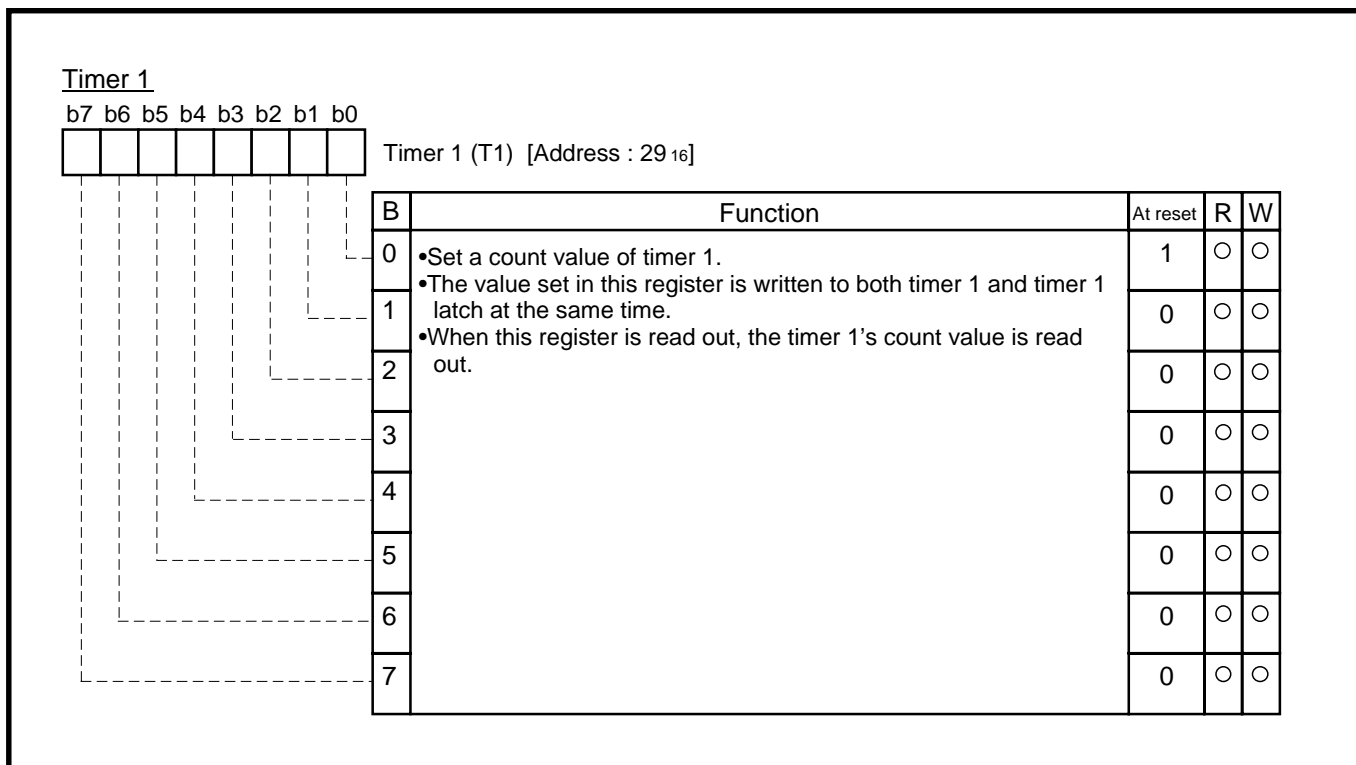 Timer 1
b7 b6 b5 b4 b3 b2 b1 b0
Timer 1 (T1) [Address : 29 16]
B Function At reset R W
0 •Set a count value of timer 1. 1 ○ ○
•The value set in this register is written to both timer 1 and timer 1
1 latch at the same time. 0 ○ ○
•When this register is read out, the timer 1's count value is read
2 out. 0 ○ ○
3 0 ○ ○
4 0 ○ ○
5 0 ○ ○
6 0 ○ ○
7 0 ○ ○